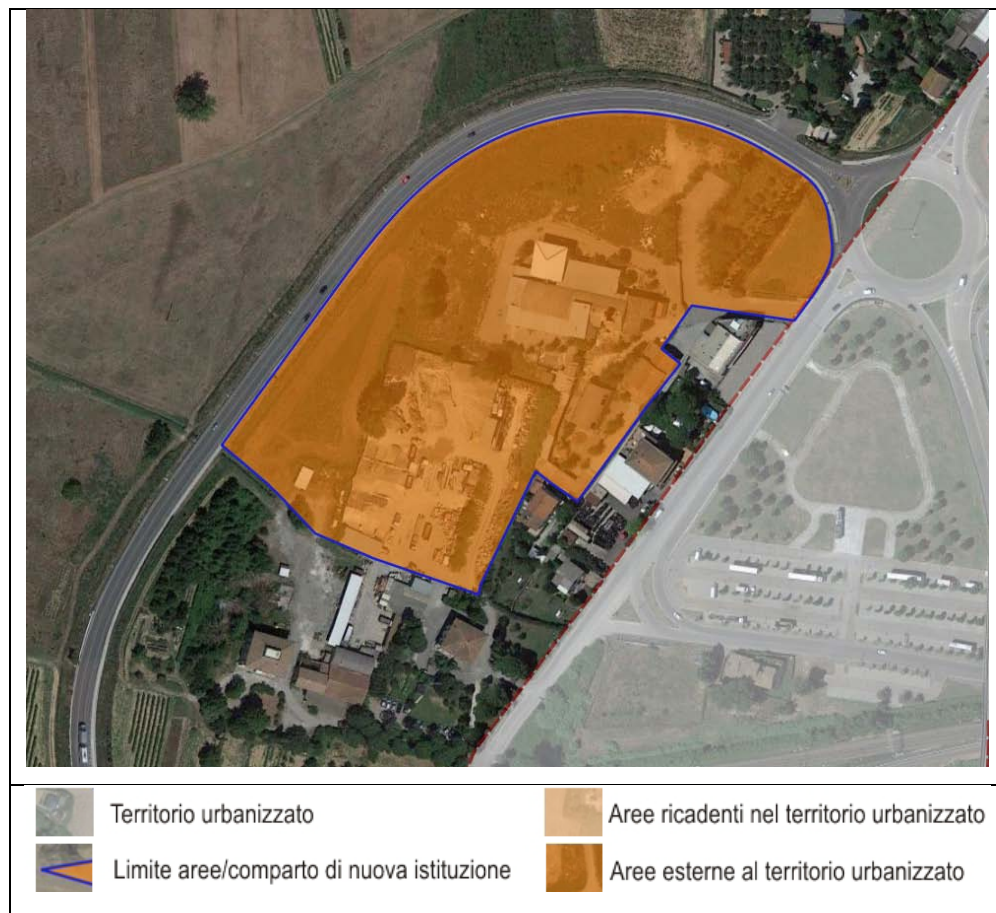 Territorio urbanizzato
Aree ricadenti nel territorio urbanizzato
Limite aree/comparto di nuova istituzione
Aree esterne al territorio urbanizzato